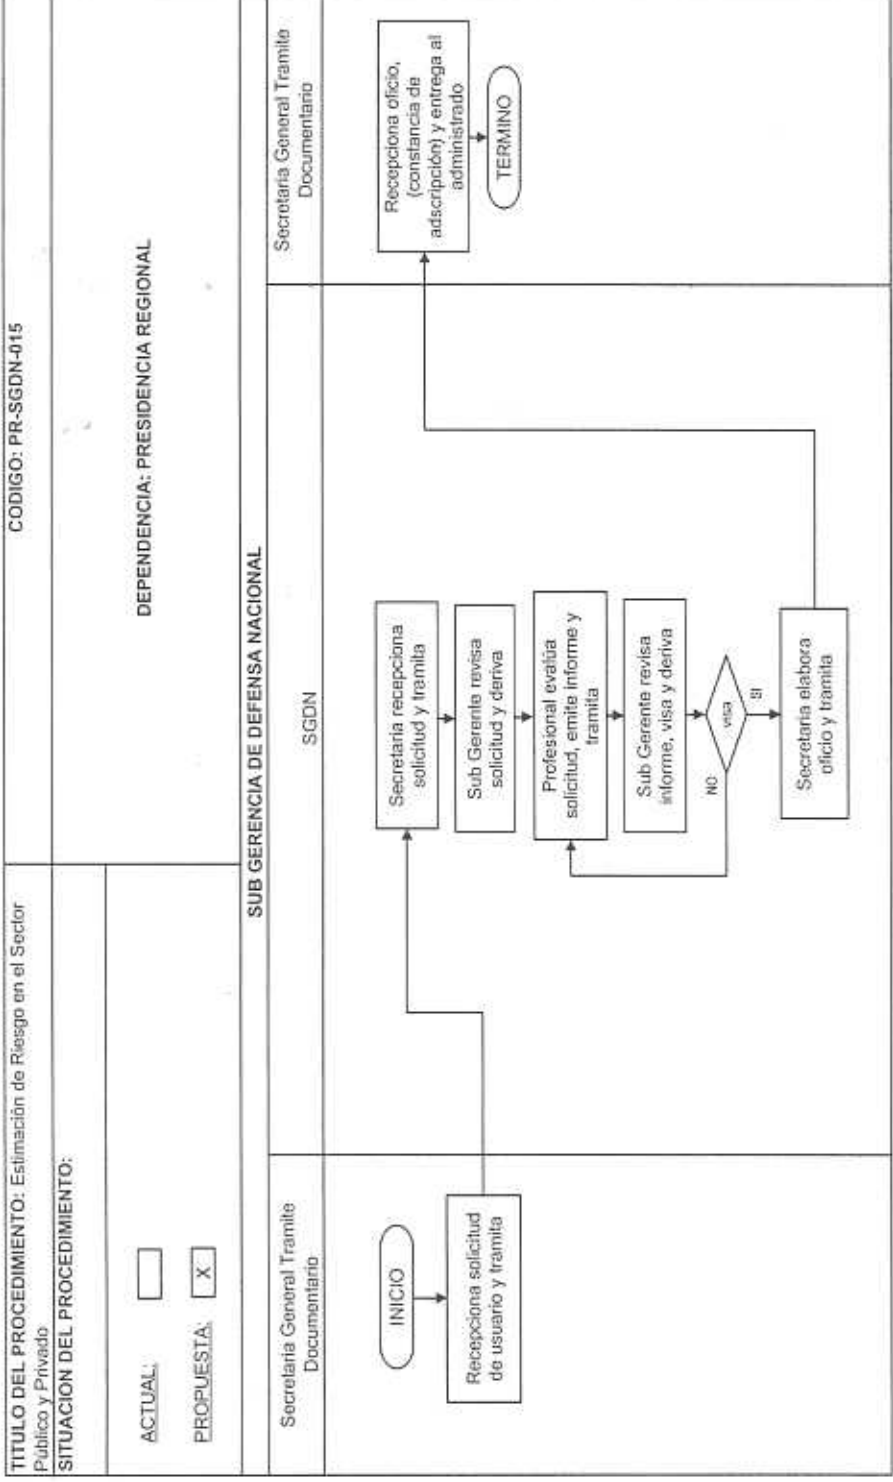 TITULO DEL PROCEDIMIENTO: Estimación de Riesgo en el Sector
Público y Privado
CODIGO: PR-SGDN-015
SITUACION DEL PROCEDIMIENTO:
ACTUAL:
PROPUESTA: X
DEPENDENCIA: PRESIDENCIA REGIONAL
SUB GERENCIA DE DEFENSA NACIONAL
Secretaria General Tramite
Documentario
SGDN
Secretaria General Tramite
Documentario
INICIO
Recepciona solicitud
de usuario y tramita
Secretaria recepciona
solicitud y tramita
Sub Gerente revisa
solicitud y deriva
Profesional evalúa
solicitud, emite informe y
tramita
Sub Gerente revisa
informe, visa y deriva
visa
NO
SI
Secretaria elabora
oficio y tramita
Recepciona oficio,
(constancia de
adscripción) y entrega al
administrado
TERMINO